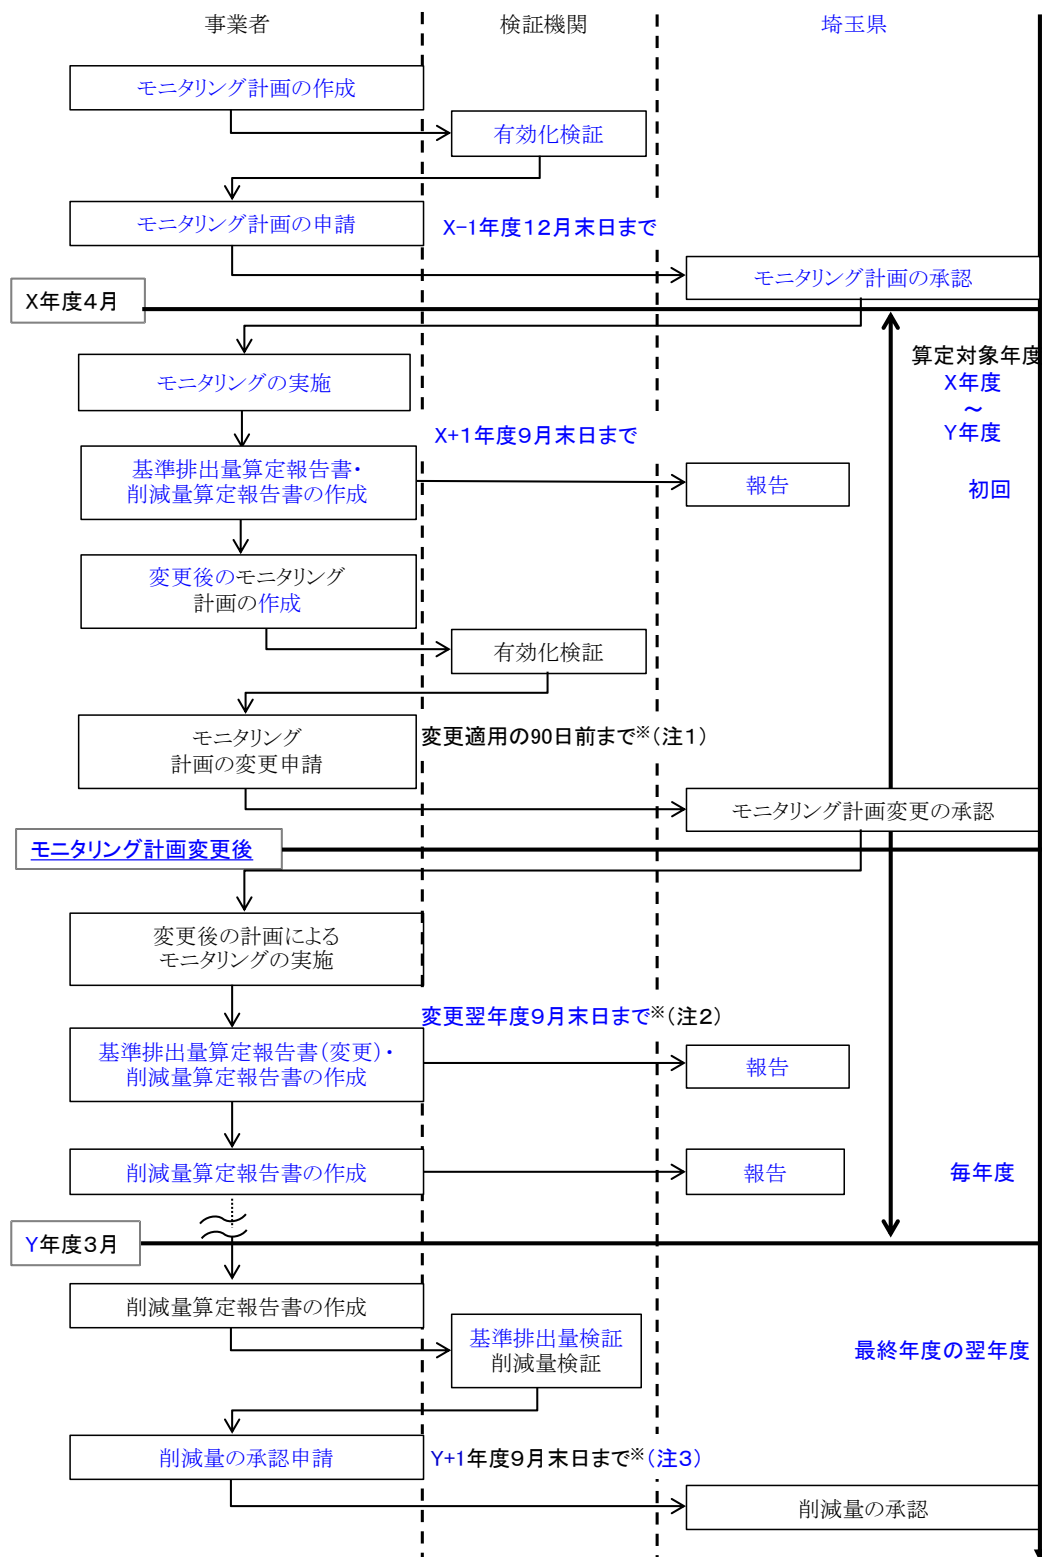 事業者
検証機関
埼玉県
モニタリング計画の作成
有効化検証
モニタリング計画の申請
X-1年度12月末日まで
モニタリング計画の承認
X年度4月
算定対象年度
X年度
～
Y年度
モニタリングの実施
X+1年度9月末日まで
基準排出量算定報告書・
削減量算定報告書の作成
報告
初回
変更後のモニタリング
計画の作成
有効化検証
モニタリング
計画の変更申請
変更適用の90日前まで※(注1)
モニタリング計画変更の承認
モニタリング計画変更後
変更後の計画による
モニタリングの実施
変更翌年度9月末日まで※(注2)
基準排出量算定報告書(変更)・
削減量算定報告書の作成
報告
削減量算定報告書の作成
報告
毎年度
Y年度3月
削減量算定報告書の作成
基準排出量検証
削減量検証
最終年度の翌年度
削減量の承認申請
Y+1年度9月末日まで※(注3)
削減量の承認